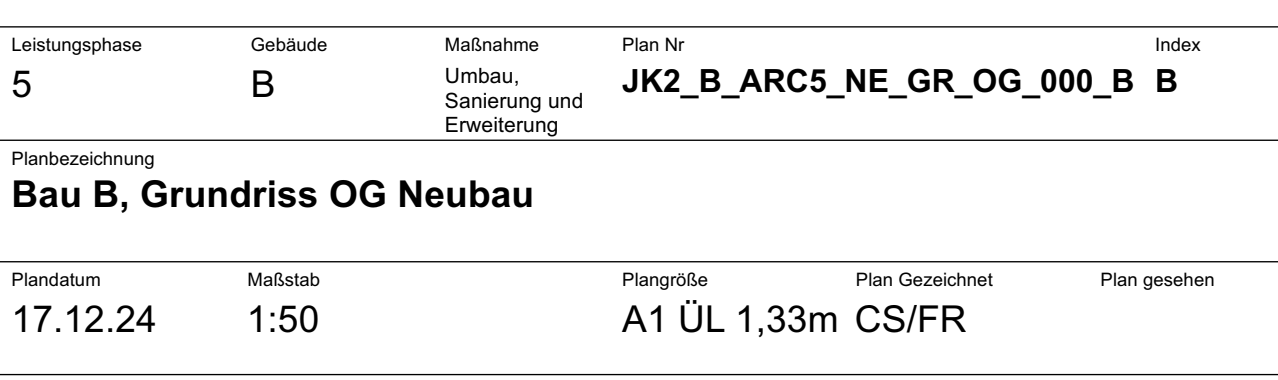 Leistungsphase Gebäude Maßnahme Plan Nr Index
5 B Umbau, JK2_B_ARC5_NE_GR_OG_000_B B
Sanierung und
Erweiterung
Planbezeichnung
Bau B, Grundriss OG Neubau
Plandatum Maßstab Plangröße Plan Gezeichnet Plan gesehen
17.12.24 1:50 A1 ÜL 1,33m CS/FR